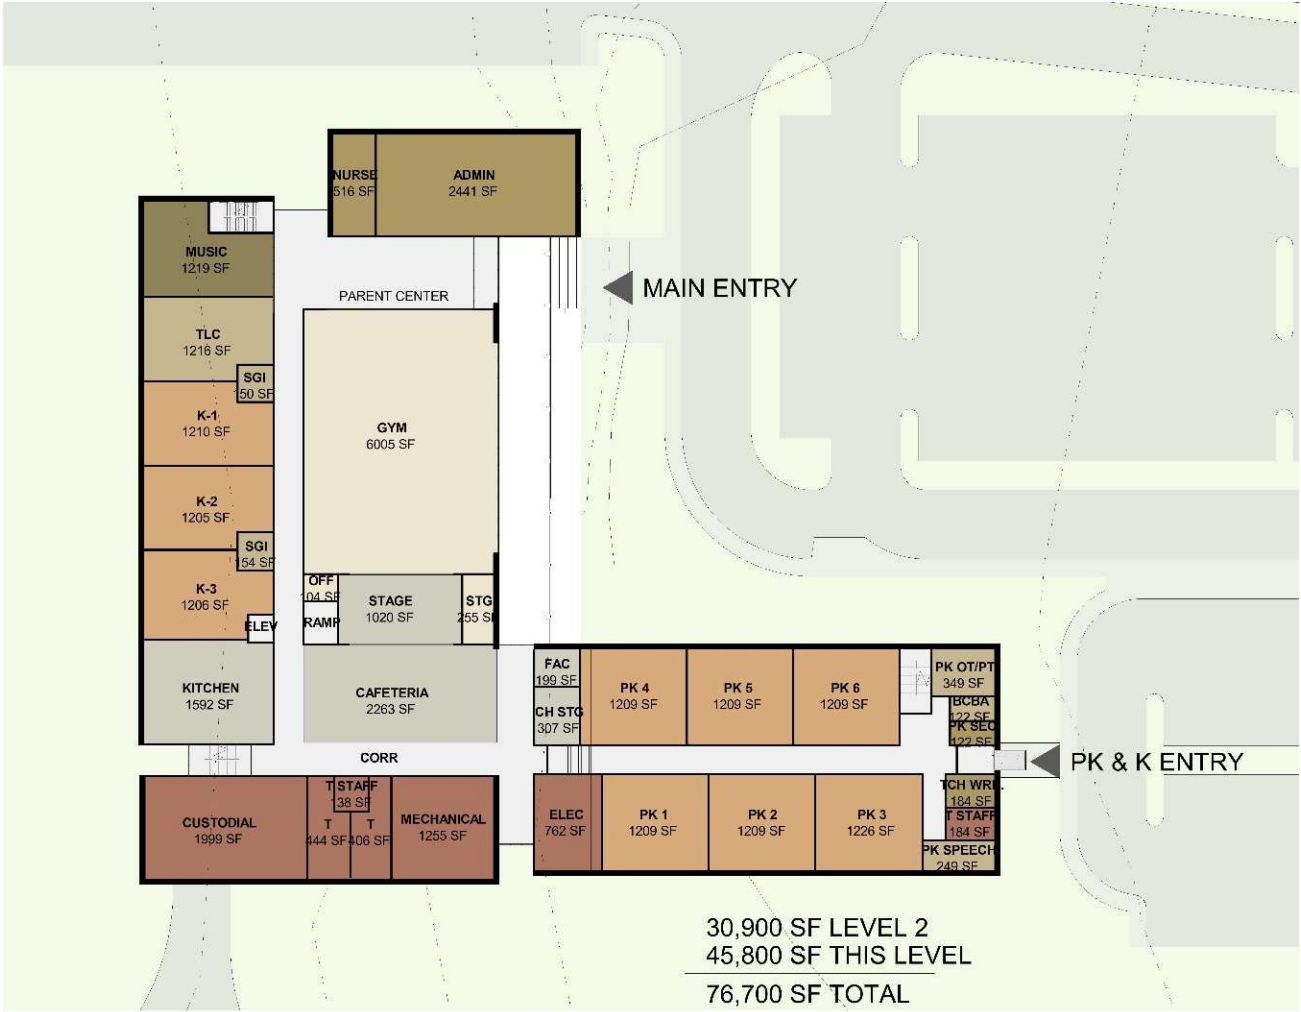 NURSE
516 SF
ADMIN
2441 SF
MUSIC
1219 SF
MAIN ENTRY
PARENT CENTER
TLC
1216 SF
SGI
150 SF
K-1
1210 SF
GYM
6005 SF
K-2
1205 SF
SGI
154 SF
K-3
1206 SF
OFF
104 SF
STAGE
1020 SF
STG
255 SF
RAMP
ELEV
KITCHEN
1592 SF
CAFETERIA
2263 SF
FAC
199 SF
CH STG
307 SF
PK 4
1209 SF
PK 5
1209 SF
PK 6
1209 SF
PK OT/PT
349 SF
BCBA
122 SF
PK SEC
122 SF
CORR
PK & K ENTRY
CUSTODIAL
1999 SF
T STAFF
138 SF
T
444 SF
T
406 SF
MECHANICAL
1255 SF
ELEC
762 SF
PK 1
1209 SF
PK 2
1209 SF
PK 3
1226 SF
TCH
184 SF
T STAFF
184 SF
PK SPEECH
249 SF
30,900 SF LEVEL 2
45,800 SF THIS LEVEL
76,700 SF TOTAL